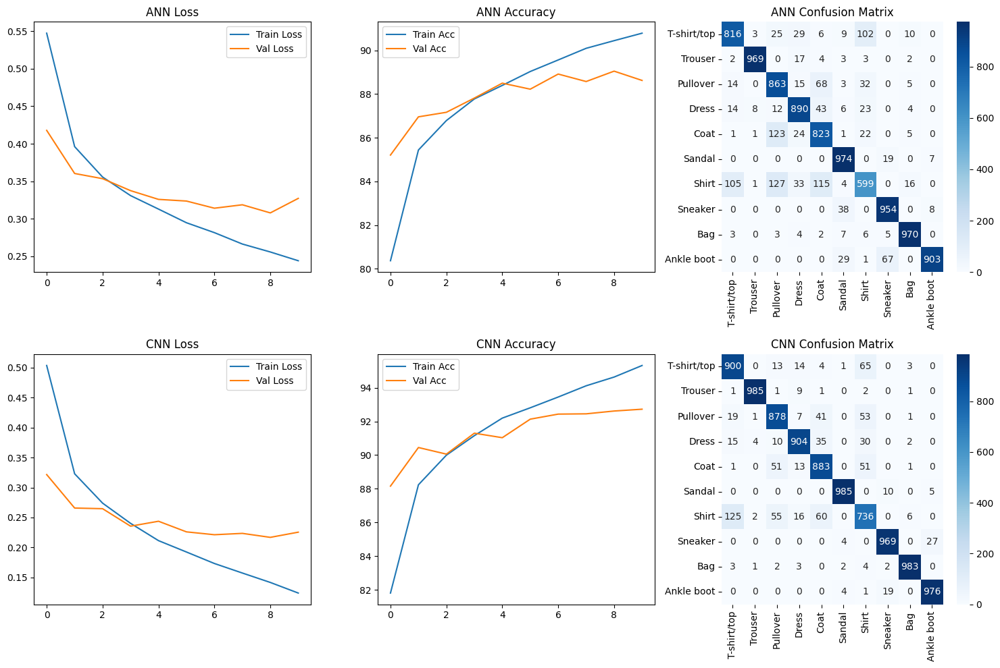 ANN Loss
0.55
0.50
0.45
0.40
0.35
0.30
0.25
0 2 4 6 8
Train Loss
Val Loss
ANN Accuracy
90
88
86
84
82
80
0 2 4 6 8
Train Acc
Val Acc
ANN Confusion Matrix
T-shirt/top 816 3 25 29 6 9 102 0 10 0
Trouser 2 969 0 17 4 3 3 0 2 0
Pullover 14 0 863 15 68 3 32 0 5 0
Dress 14 8 12 890 43 6 23 0 4 0
Coat 1 1 123 24 823 1 22 0 5 0
Sandal 0 0 0 0 0 974 0 19 0 7
Shirt 105 1 127 33 115 4 599 0 16 0
Sneaker 0 0 0 0 0 38 0 954 0 8
Bag 3 0 3 4 2 7 6 5 970 0
Ankle boot 0 0 0 0 0 29 1 67 0 903
T-shirt/top Trouser Pullover Dress Coat Sandal Shirt Sneaker Bag Ankle boot
800
600
400
200
0
CNN Loss
0.50
0.45
0.40
0.35
0.30
0.25
0.20
0.15
0 2 4 6 8
Train Loss
Val Loss
CNN Accuracy
94
92
90
88
86
84
82
0 2 4 6 8
Train Acc
Val Acc
CNN Confusion Matrix
T-shirt/top 900 0 13 14 4 1 65 0 3 0
Trouser 1 985 1 9 1 0 2 0 1 0
Pullover 19 1 878 7 41 0 53 0 1 0
Dress 15 4 10 904 35 0 30 0 2 0
Coat 1 0 51 13 883 0 51 0 1 0
Sandal 0 0 0 0 0 985 0 10 0 5
Shirt 125 2 55 16 60 0 736 0 6 0
Sneaker 0 0 0 0 0 4 0 969 0 27
Bag 3 1 2 3 0 2 4 2 983 0
Ankle boot 0 0 0 0 0 4 1 19 0 976
T-shirt/top Trouser Pullover Dress Coat Sandal Shirt Sneaker Bag Ankle boot
800
600
400
200
0